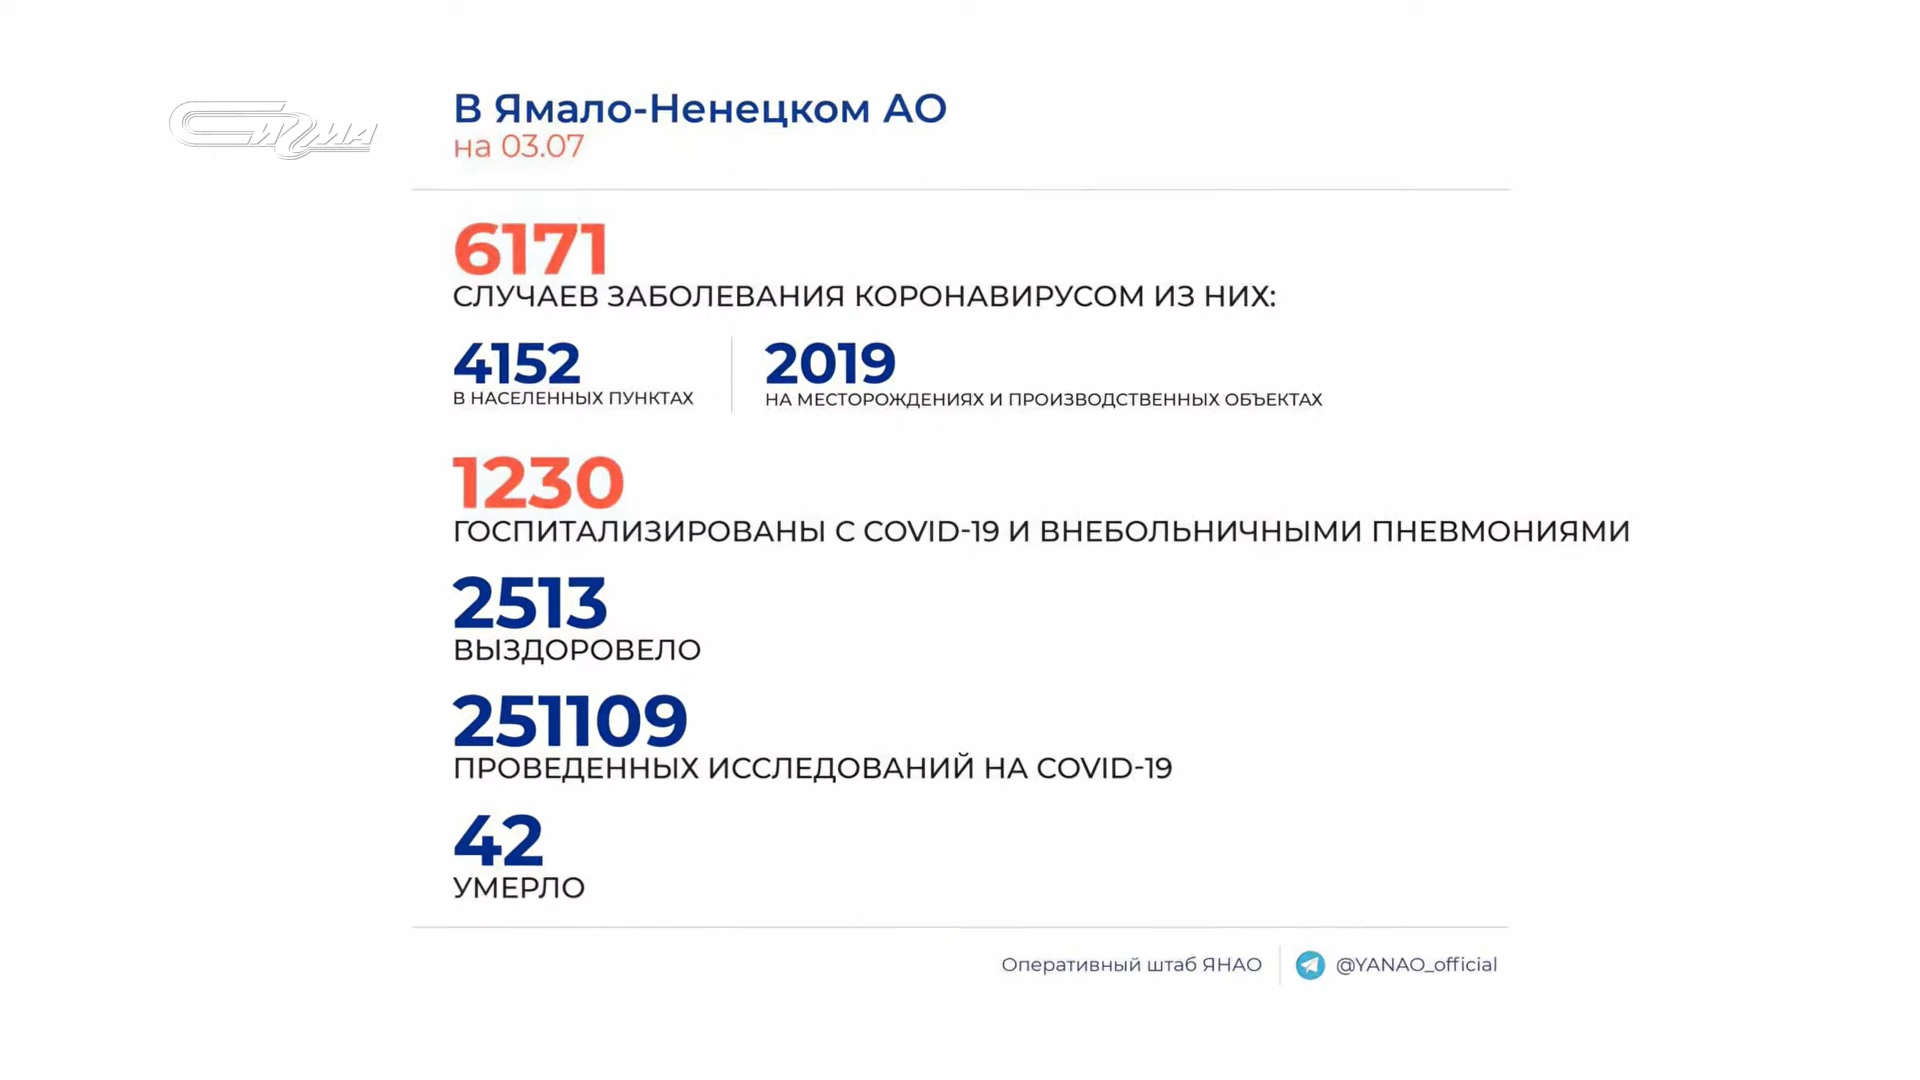 СИГМА
В Ямало-Ненецком АО
на 03.07
6171
СЛУЧАЕВ ЗАБОЛЕВАНИЯ КОРОНАВИРУСОМ ИЗ НИХ:
4152
В НАСЕЛЕННЫХ ПУНКТАХ
2019
НА МЕСТОРОЖДЕНИЯХ И ПРОИЗВОДСТВЕННЫХ ОБЪЕКТАХ
1230
ГОСПИТАЛИЗИРОВАНЫ С COVID-19 И ВНЕБОЛЬНИЧНЫМИ ПНЕВМОНИЯМИ
2513
ВЫЗДОРОВЕЛО
251109
ПРОВЕДЕННЫХ ИССЛЕДОВАНИЙ НА COVID-19
42
УМЕРЛО
Оперативный штаб ЯНАО
@YANAO_official